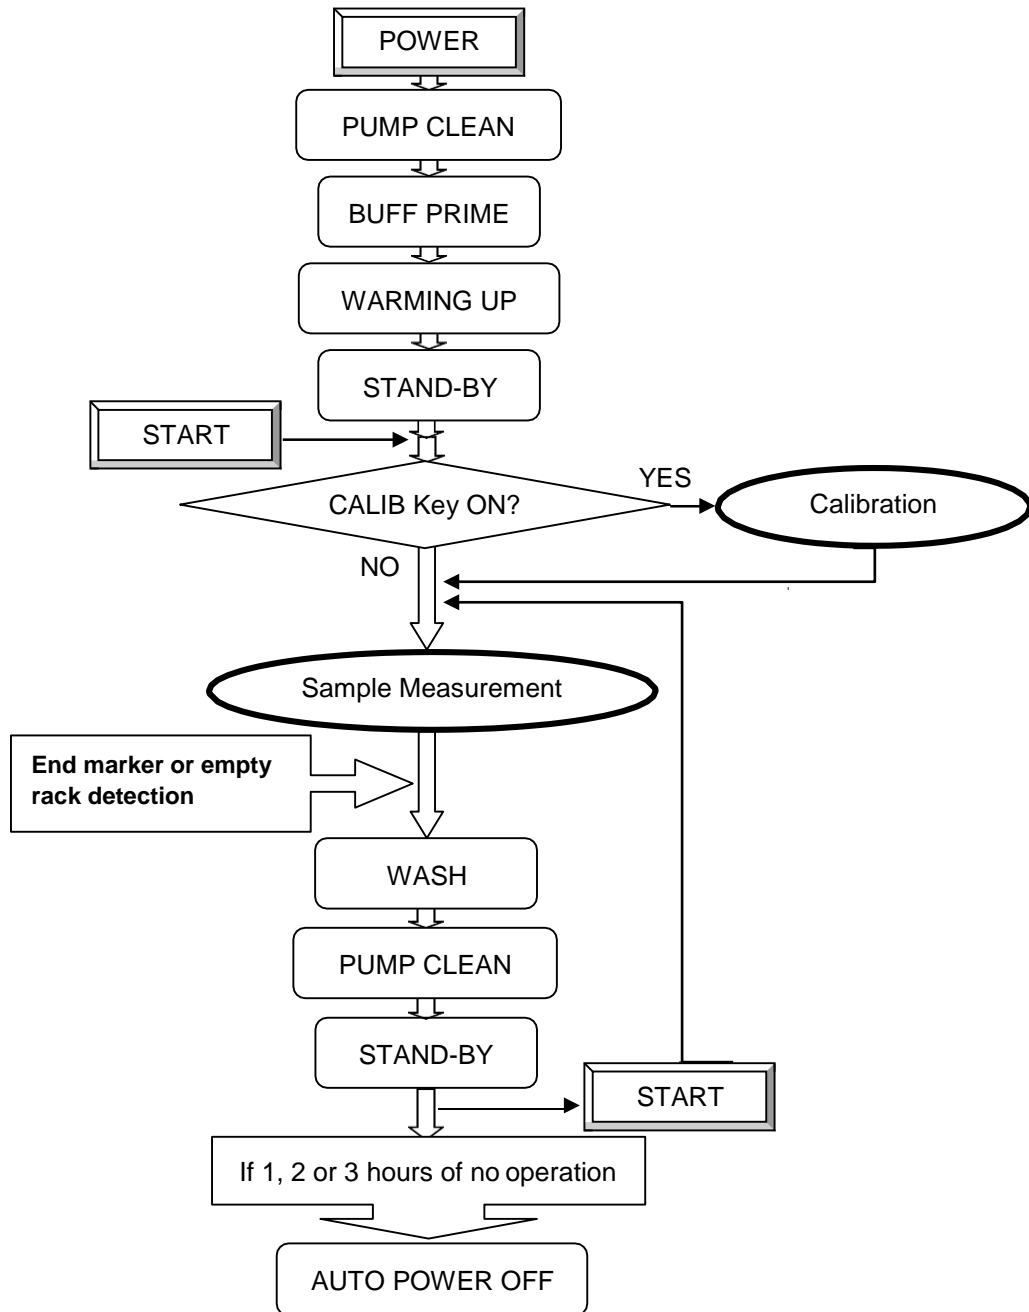 POWER
PUMP CLEAN
BUFF PRIME
WARMING UP
STAND-BY
START
CALIB Key ON?
YES
Calibration
NO
Sample Measurement
End marker or empty
rack detection
WASH
PUMP CLEAN
STAND-BY
START
If 1, 2 or 3 hours of no operation
AUTO POWER OFF